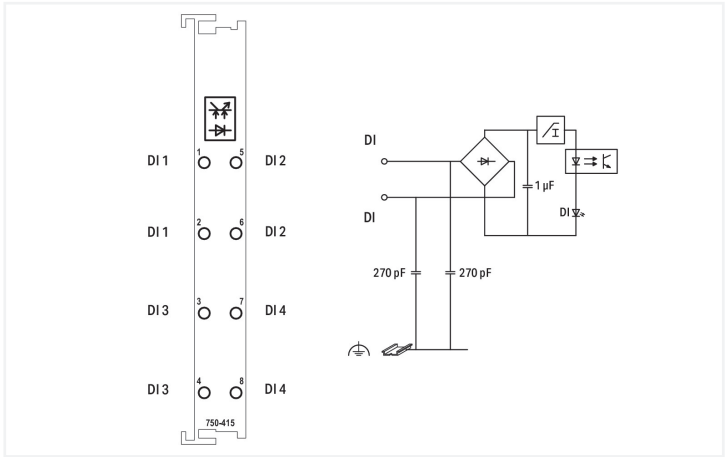 1 5
DI 1 DI 2
2 6
DI 1 DI 2
3 7
DI 3 DI 4
4 8
DI 3 DI 4
750-415
DI
DI
1 µF
DI
270 pF 270 pF